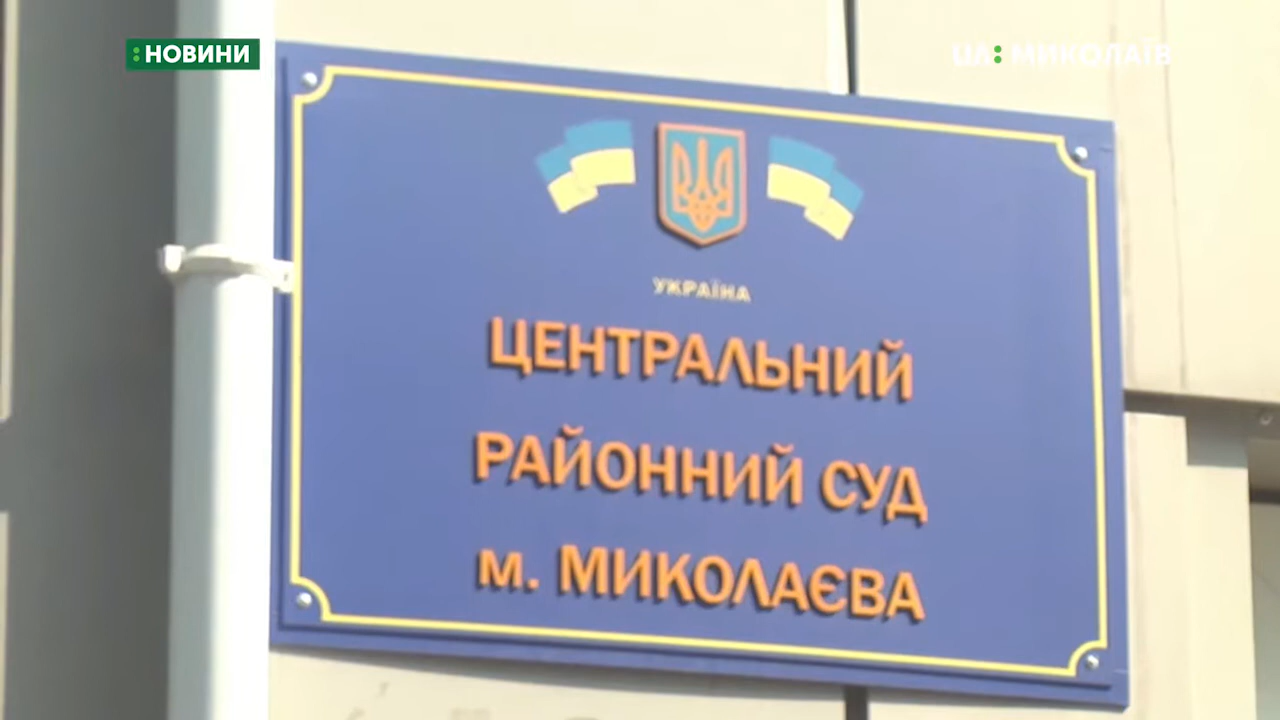 :НОВИНИ
UA:МИКОЛАЇВ
УКРАЇНА
ЦЕНТРАЛЬНИЙ
РАЙОННИЙ СУД
м. МИКОЛАЄВА